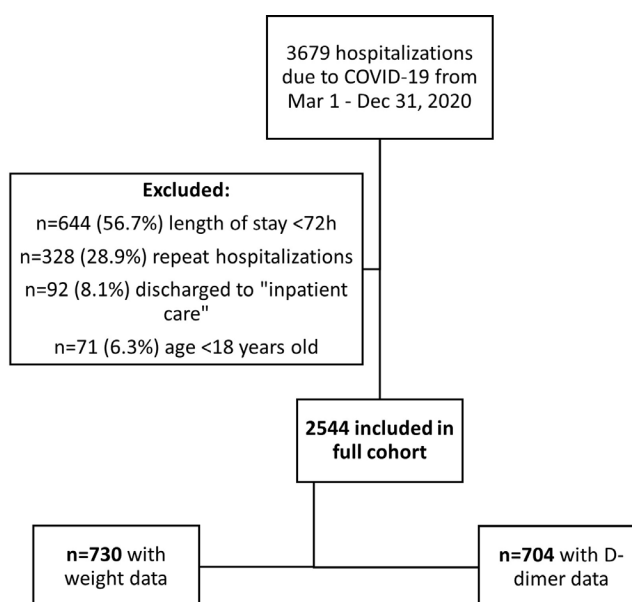 3679 hospitalizations
due to COVID-19 from
Mar 1 - Dec 31, 2020
Excluded:
n=644 (56.7%) length of stay <72h
n=328 (28.9%) repeat hospitalizations
n=92 (8.1%) discharged to "inpatient
care"
n=71 (6.3%) age <18 years old
2544 included in
full cohort
n=730 with
weight data
n=704 with D-
dimer data